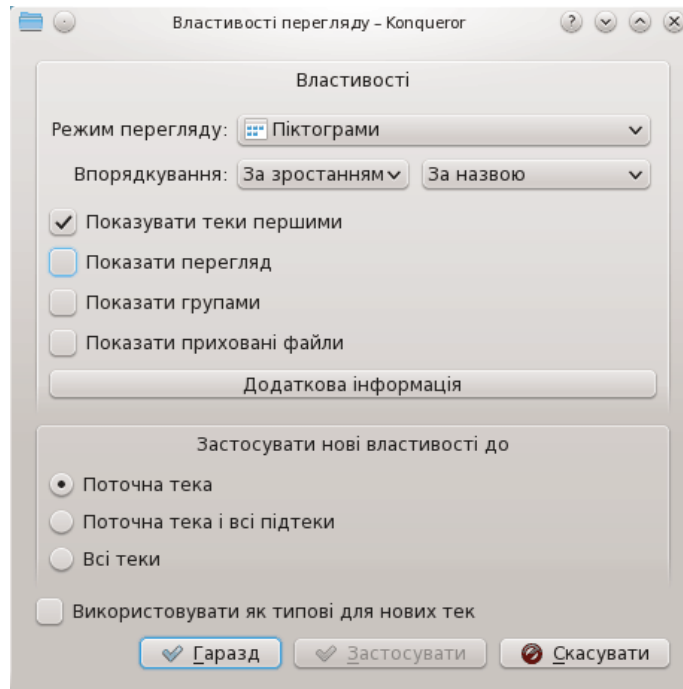 Властивості перегляду – Konqueror
Властивості
Режим перегляду: Піктограми
Впорядкування: За зростанням За назвою
Показувати теки першими
Показати перегляд
Показати групами
Показати приховані файли
Додаткова інформація
Застосувати нові властивості до
Поточна тека
Поточна тека і всі підтеки
Всі теки
Використовувати як типові для нових тек
Гаразд Застосувати Скасувати